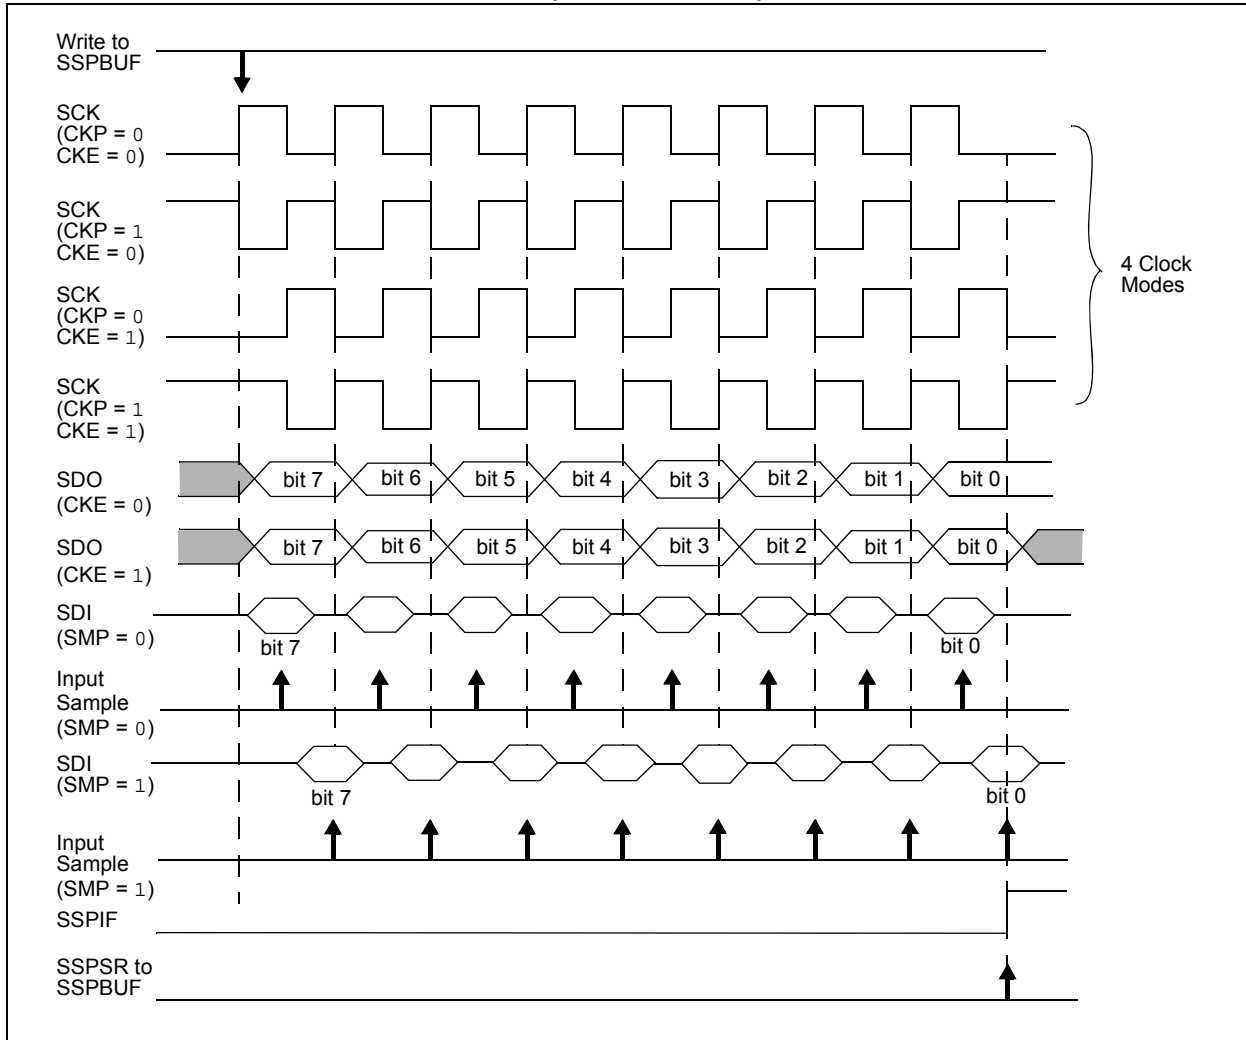 Write to
SSPBUF
SCK
(CKP = 0
CKE = 0)
SCK
(CKP = 1
CKE = 0)
SCK
(CKP = 0
CKE = 1)
SCK
(CKP = 1
CKE = 1)
4 Clock
Modes
SDO
(CKE = 0)
bit 7 bit 6 bit 5 bit 4 bit 3 bit 2 bit 1 bit 0
SDO
(CKE = 1)
bit 7 bit 6 bit 5 bit 4 bit 3 bit 2 bit 1 bit 0
SDI
(SMP = 0)
bit 7 bit 0
Input
Sample
(SMP = 0)
SDI
(SMP = 1)
bit 7 bit 0
Input
Sample
(SMP = 1)
SSPIF
SSPSR to
SSPBUF